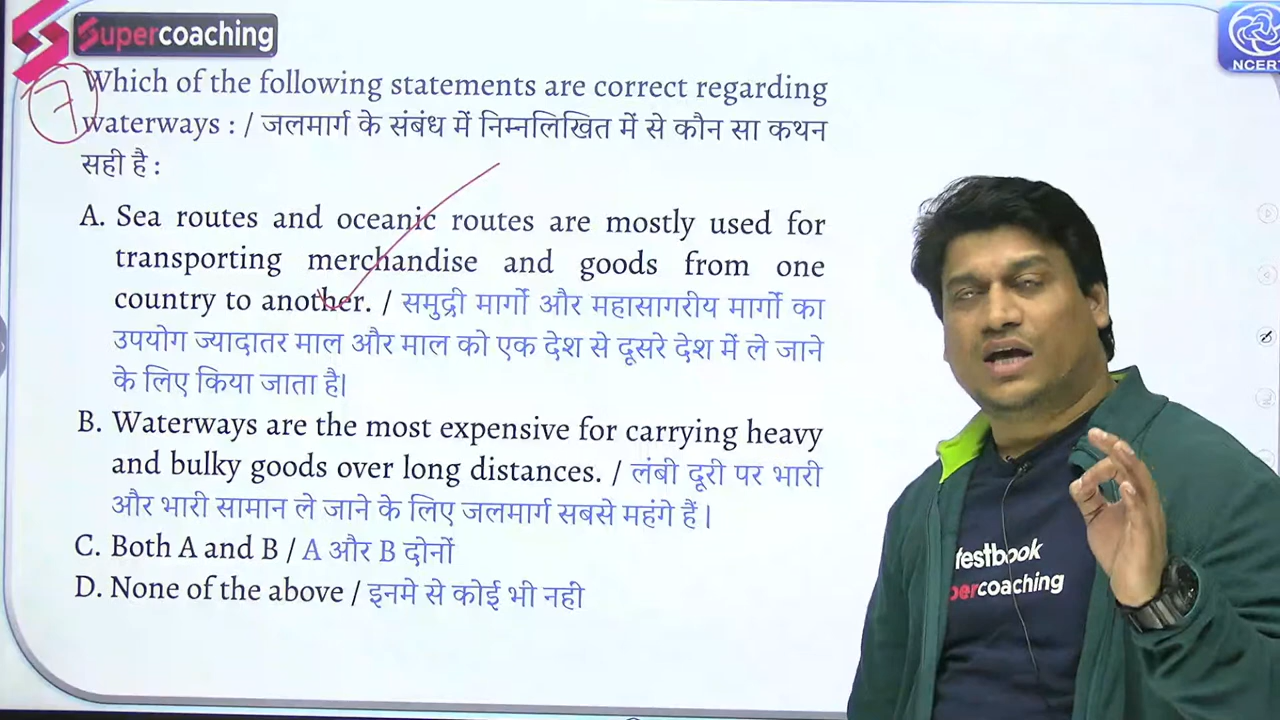 Supercoaching
NCERT
7
Which of the following statements are correct regarding
waterways : / जलमार्ग के संबंध में निम्नलिखित में से कौन सा कथन
सही है :
A. Sea routes and oceanic routes are mostly used for
transporting merchandise and goods from one
country to another. / समुद्री मार्गों और महासागरीय मार्गों का
उपयोग ज्यादातर माल और माल को एक देश से दूसरे देश में ले जाने
के लिए किया जाता है।
B. Waterways are the most expensive for carrying heavy
and bulky goods over long distances. / लंबी दूरी पर भारी
और भारी सामान ले जाने के लिए जलमार्ग सबसे महंगे हैं ।
C. Both A and B / A और B दोनों
D. None of the above / इनमे से कोई भी नहीं
testbook
percoaching